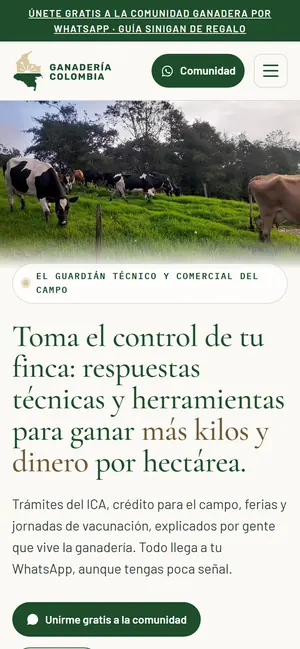 ÚNETE GRATIS A LA COMUNIDAD GANADERA POR
WHATSAPP · GUÍA SINIGAN DE REGALO
GANADERÍA
COLOMBIA
Comunidad
EL GUARDIÁN TÉCNICO Y COMERCIAL DEL
CAMPO
Toma el control de tu
finca: respuestas
técnicas y herramientas
para ganar más kilos y
dinero por hectárea.
Trámites del ICA, crédito para el campo, ferias y
jornadas de vacunación, explicados por gente
que vive la ganadería. Todo llega a tu
WhatsApp, aunque tengas poca señal.
Unirme gratis a la comunidad